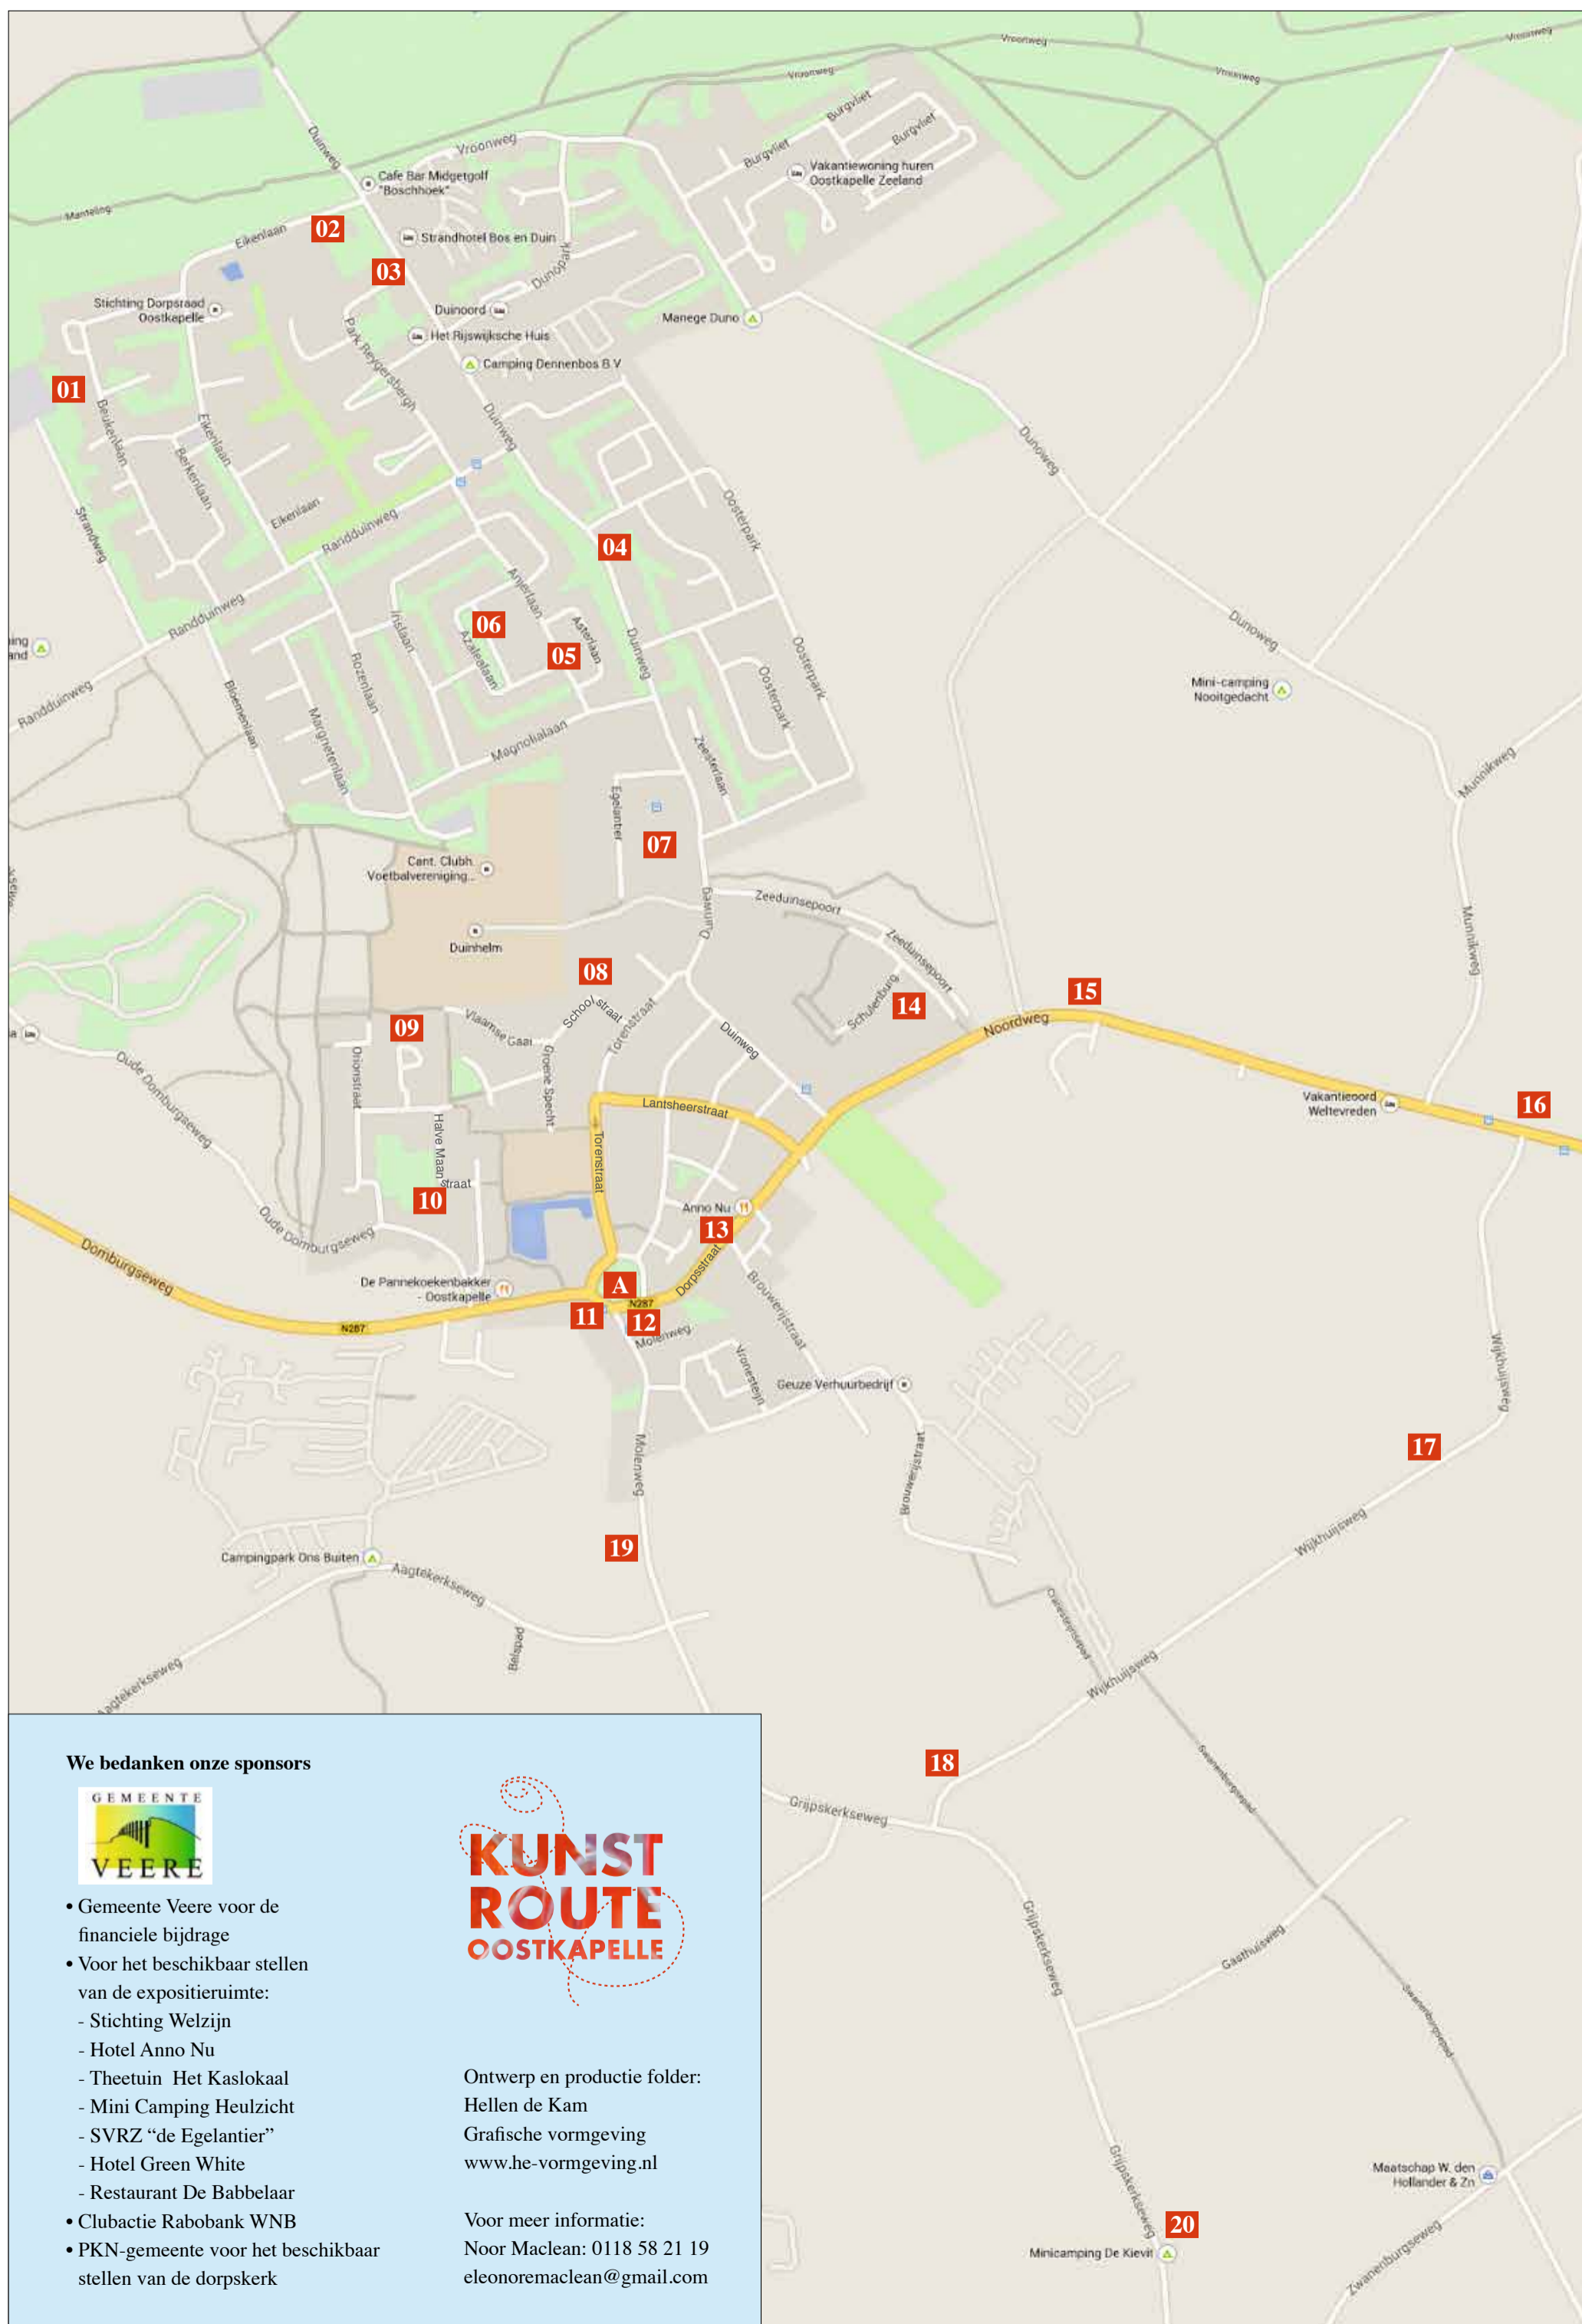 Vroonweg
Vroonweg
Vroonweg
Vroonweg
Burgvliet
Burgvliet
Burgvliet
Duinweg
Vroonweg
Vakantiewoning huren
Oostkapelle Zeeland
Cafe Bar Midgetgolf
"Boschhoek"
Manteling
02
Eikenlaan
Strandhotel Bos en Duin
03
Dunopark
Stichting Dorpsraad
Oostkapelle
Duinoord
Manege Duno
Het Rijswijksche Huis
Park Reygersbergh
Camping Dennenbos B.V
01
Beukenlaan
Eikenlaan
Berkenlaan
Duinweg
Dunoweg
Strandweg
Eikenlaan
Randduinweg
Oosterpark
04
Anjerlaan
Randduinweg
Irislaan
06
Azalealaan
Asterlaan
05
Duinweg
Oosterpark
Oosterpark
Dunoweg
ing
and
Randduinweg
Bloemenlaan
Rozenlaan
Margrietenlaan
Magnolialaan
Zeesterlaan
Mini-camping
Nooitgedacht
Munnikweg
Egelantier
07
Cant. Clubh.
Voetbalvereniging...
Duinweg
Zeeduinsepoort
Zeeduinsepoort
Munnikweg
Duinhelm
08
Schoolstraat
Torenstraat
Schulenburg
14
15
Noordweg
09
Vlaamse Gaai
Groene Specht
Duinweg
a
Oude Domburgseweg
Orionstraat
Halve Maan
straat
Lantsheerstraat
Torenstraat
Vakantieoord
Weltevreden
16
10
Anno Nu
13
Oude Domburgseweg
Domburgseweg
De Pannekoekenbakker
- Oostkapelle
A
Dorpsstraat
Brouwerijstraat
N287
11
12
N287
Molenweg
Vronesteijn
Geuze Verhuurbedrijf
Wijkhuijsweg
Molenweg
Brouwerijstraat
17
19
Wijkhuijsweg
Campingpark Ons Buiten
Aagtekerkseweg
Belspad
Aagtekerkseweg
Wijkhuijsweg
18
Grijpskerkseweg
Swanenburgsepad
Grijpskerkseweg
Gasthuisweg
Swanenburgsepad
Grijpskerkseweg
Maatschap W. den
Hollander & Zn
20
Minicamping De Kievit
Zwanenburgseweg
We bedanken onze sponsors
GEMEENTE
VEERE
• Gemeente Veere voor de
financiele bijdrage
• Voor het beschikbaar stellen
van de expositieruimte:
- Stichting Welzijn
- Hotel Anno Nu
- Theetuin Het Kaslokaal
- Mini Camping Heulzicht
- SVRZ “de Egelantier”
- Hotel Green White
- Restaurant De Babbelaar
• Clubactie Rabobank WNB
• PKN-gemeente voor het beschikbaar
stellen van de dorpskerk
KUNST
ROUTE
OOSTKAPELLE
Ontwerp en productie folder:
Hellen de Kam
Grafische vormgeving
www.he-vormgeving.nl
Voor meer informatie:
Noor Maclean: 0118 58 21 19
eleonoremaclean@gmail.com